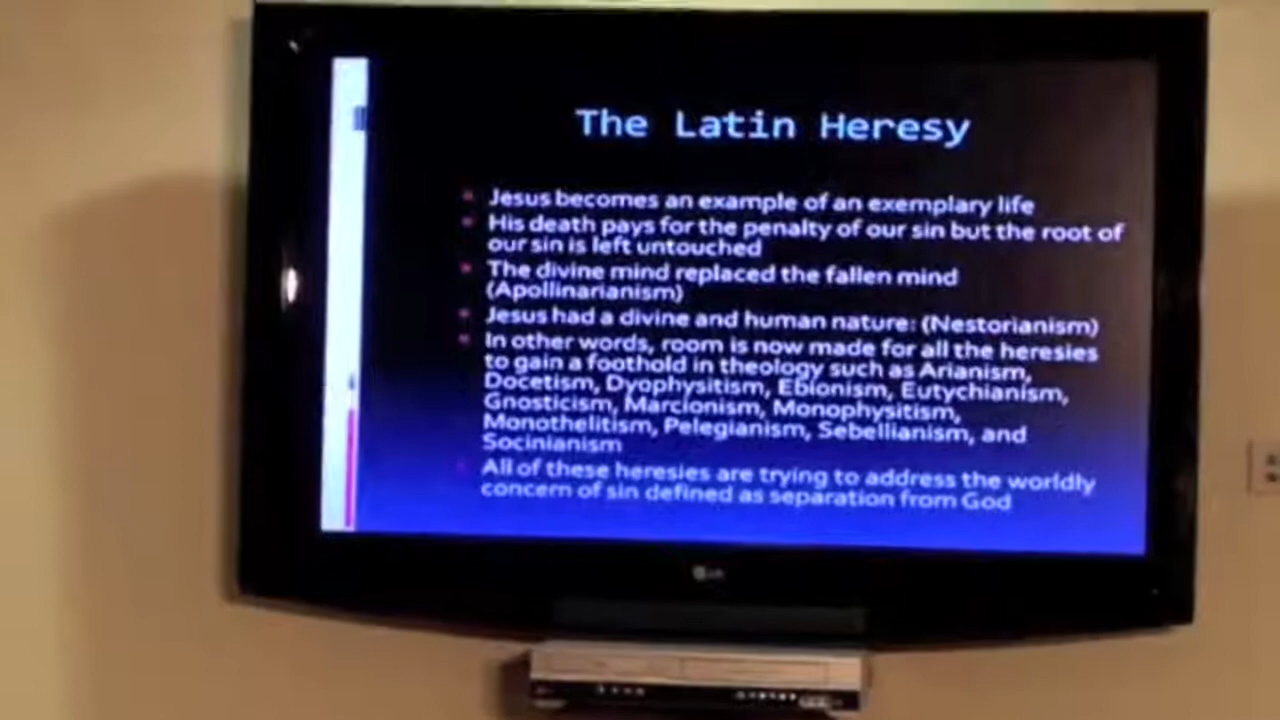 The Latin Heresy
Jesus becomes an example of an exemplary life
His death pays for the penalty of our sin but the root of
our sin is left untouched
The divine mind replaced the fallen mind
(Apollinarianism)
Jesus had a divine and human nature: (Nestorianism)
In other words, room is now made for all the heresies
to gain a foothold in theology such as Arianism,
Docetism, Dyophysitism, Ebionism, Eutychianism,
Gnosticism, Marcionism, Monophysitism,
Monothelitism, Pelegianism, Sebellianism, and
Socinianism
All of these heresies are trying to address the worldly
concern of sin defined as separation from God
LG